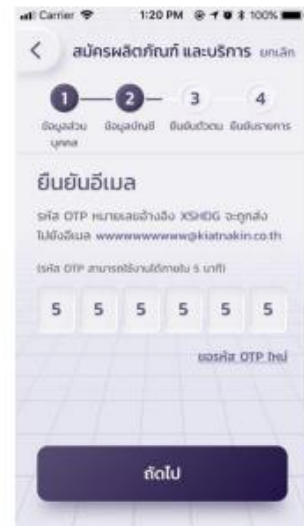 Carrier 1:20 PM 100%
สมัครผลิตภัณฑ์ และบริการ ยกเลิก
1 2 3 4
ข้อมูลส่วน ข้อมูลบัญชี ยืนยันตัวตน ยืนยันรายการ
บุคคล
ยืนยันอีเมล
รหัส OTP หมายเลขอ้างอิง XSHDG จะถูกส่ง
ไปยังอีเมล wwwwwwwwww@kiatnakin.co.th
(รหัส OTP สามารถใช้งานได้ภายใน 5 นาที)
5 5 5 5 5 5
ขอรหัส OTP ใหม่
ถัดไป